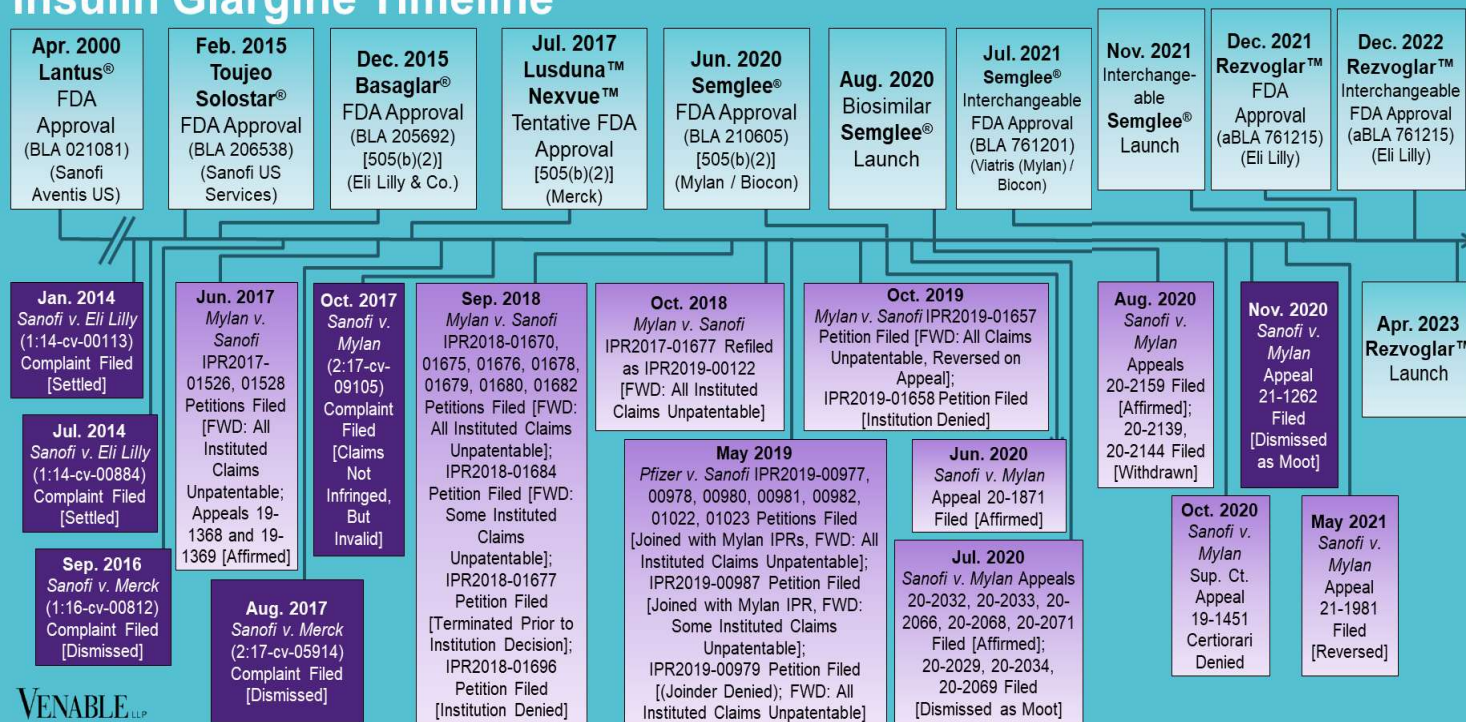 Insulin Glargine Timeline
Apr. 2000
Lantus®
FDA
Approval
(BLA 021081)
(Sanofi
Aventis US)
Feb. 2015
Toujeo
Solostar®
FDA Approval
(BLA 206538)
(Sanofi US
Services)
Dec. 2015
Basaglar®
FDA Approval
(BLA 205692)
[505(b)(2)]
(Eli Lilly & Co.)
Jul. 2017
Lusduna™
Nexvue™
Tentative FDA
Approval
[505(b)(2)]
(Merck)
Jun. 2020
Semglee®
FDA Approval
(BLA 210605)
[505(b)(2)]
(Mylan / Biocon)
Aug. 2020
Biosimilar
Semglee®
Launch
Jul. 2021
Semglee®
Interchangeable
FDA Approval
(BLA 761201)
(Viatris (Mylan) /
Biocon)
Nov. 2021
Interchange-
able
Semglee®
Launch
Dec. 2021
Rezvoglar™
FDA
Approval
(aBLA 761215)
(Eli Lilly)
Dec. 2022
Rezvoglar™
Interchangeable
FDA Approval
(aBLA 761215)
(Eli Lilly)
Jan. 2014
Sanofi v. Eli Lilly
(1:14-cv-00113)
Complaint Filed
[Settled]
Jul. 2014
Sanofi v. Eli Lilly
(1:14-cv-00884)
Complaint Filed
[Settled]
Sep. 2016
Sanofi v. Merck
(1:16-cv-00812)
Complaint Filed
[Dismissed]
Jun. 2017
Mylan v.
Sanofi
IPR2017-
01526, 01528
Petitions Filed
[FWD: All
Instituted
Claims
Unpatentable;
Appeals 19-
1368 and 19-
1369 [Affirmed]
Aug. 2017
Sanofi v. Merck
(2:17-cv-05914)
Complaint Filed
[Dismissed]
Oct. 2017
Sanofi v.
Mylan
(2:17-cv-
09105)
Complaint
Filed
[Claims
Not
Infringed,
But
Invalid]
Sep. 2018
Mylan v. Sanofi
IPR2018-01670,
01675, 01676, 01678,
01679, 01680, 01682
Petitions Filed [FWD:
All Instituted Claims
Unpatentable];
IPR2018-01684
Petition Filed [FWD:
Some Instituted
Claims
Unpatentable];
IPR2018-01677
Petition Filed
[Terminated Prior to
Institution Decision];
IPR2018-01696
Petition Filed
[Institution Denied]
Oct. 2018
Mylan v. Sanofi
IPR2017-01677 Refiled
as IPR2019-00122
[FWD: All Instituted
Claims Unpatentable]
May 2019
Pfizer v. Sanofi IPR2019-00977,
00978, 00980, 00981, 00982,
01022, 01023 Petitions Filed
[Joined with Mylan IPRs, FWD: All
Instituted Claims Unpatentable];
IPR2019-00987 Petition Filed
[Joined with Mylan IPR, FWD:
Some Instituted Claims
Unpatentable];
IPR2019-00979 Petition Filed
[(Joinder Denied); FWD: All
Instituted Claims Unpatentable]
Oct. 2019
Mylan v. Sanofi IPR2019-01657
Petition Filed [FWD: All Claims
Unpatentable, Reversed on
Appeal];
IPR2019-01658 Petition Filed
[Institution Denied]
Jun. 2020
Sanofi v. Mylan
Appeal 20-1871
Filed [Affirmed]
Jul. 2020
Sanofi v. Mylan Appeals
20-2032, 20-2033, 20-
2066, 20-2068, 20-2071
Filed [Affirmed];
20-2029, 20-2034,
20-2069 Filed
[Dismissed as Moot]
Aug. 2020
Sanofi v.
Mylan
Appeals
20-2159 Filed
[Affirmed];
20-2139,
20-2144 Filed
[Withdrawn]
Oct. 2020
Sanofi v.
Mylan
Sup. Ct.
Appeal
19-1451
Certiorari
Denied
Nov. 2020
Sanofi v.
Mylan
Appeal
21-1262
Filed
[Dismissed
as Moot]
May 2021
Sanofi v.
Mylan
Appeal
21-1981
Filed
[Reversed]
Apr. 2023
Rezvoglar™
Launch
VENABLE LLP